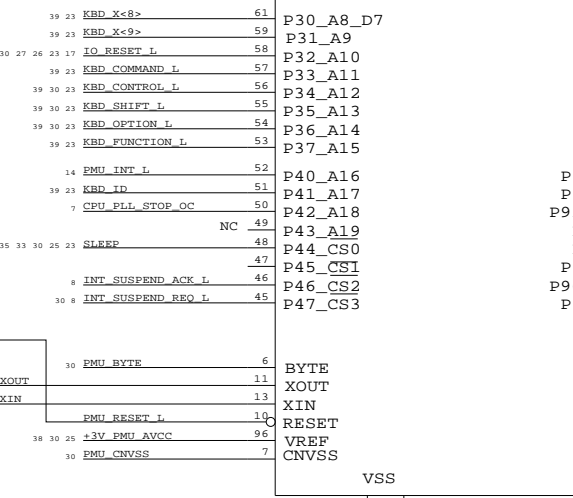 39 23 KBD_X<8> 61 P30_A8_D7
39 23 KBD_X<9> 59 P31_A9
30 27 26 23 17 IO_RESET_L 58 P32_A10
39 23 KBD_COMMAND_L 57 P33_A11
39 30 23 KBD_CONTROL_L 56 P34_A12
39 30 23 KBD_SHIFT_L 55 P35_A13
39 30 23 KBD_OPTION_L 54 P36_A14
39 23 KBD_FUNCTION_L 53 P37_A15
14 PMU_INT_L 52 P40_A16 P
39 23 KBD_ID 51 P41_A17 P
7 CPU_PLL_STOP_OC 50 P42_A18 P9
NC 49 P43_A19
35 33 30 25 23 SLEEP 48 P44_CS0
47 P45_CS1 P
8 INT_SUSPEND_ACK_L 46 P46_CS2 P9
30 8 INT_SUSPEND_REQ_L 45 P47_CS3 P
30 PMU_BYTE 6 BYTE
XOUT 11 XOUT
XIN 13 XIN
PMU_RESET_L 10 RESET
38 30 25 +3V_PMU_AVCC 96 VREF
30 PMU_CNVSS 7 CNVSS
VSS